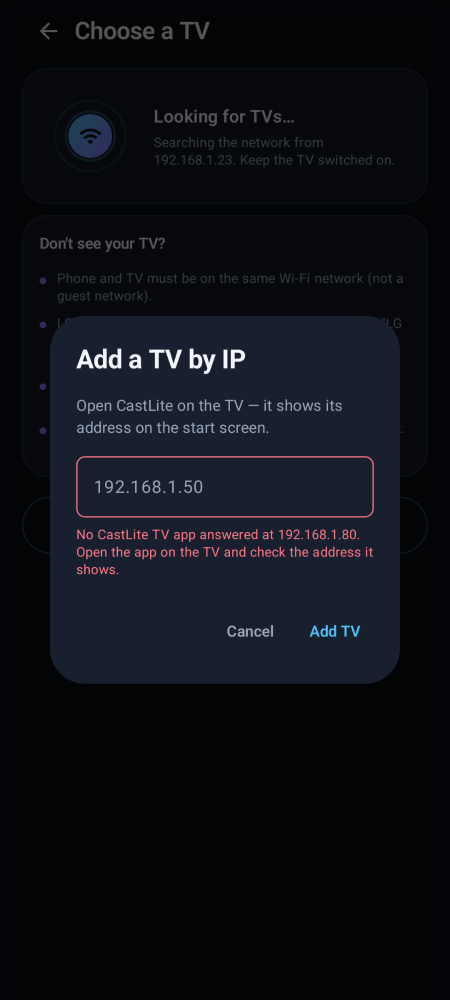 Choose a TV
Looking for TVs...
Searching the network from
192.168.1.23. Keep the TV switched on.
Don't see your TV?
Phone and TV must be on the same Wi-Fi network (not a
guest network).
Add a TV by IP
Open CastLite on the TV — it shows its
address on the start screen.
192.168.1.50
No CastLite TV app answered at 192.168.1.80.
Open the app on the TV and check the address it
shows.
Cancel
Add TV